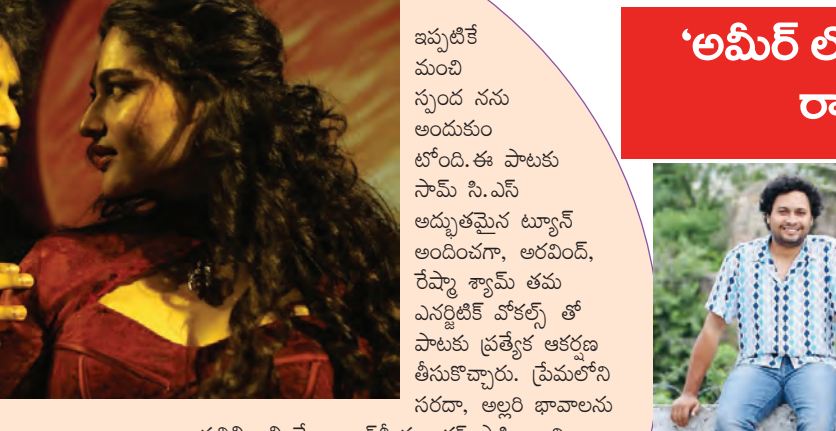 ఇప్పటికే
మంచి
స్పంద నను
అందుకుం
టోంది.ఈ పాటకు
సామ్ సి.ఎస్
అద్భుతమైన ట్యూన్
అందించగా, అరవింద్,
రేష్మా శ్యామ్ తమ
ఎనర్జిటిక్ వోకల్స్ తో
పాటకు ప్రత్యేక ఆకర్షణ
తీసుకొచ్చారు. ప్రేమలోని
సరదా, అల్లరి భావాలను
‘అమీర్